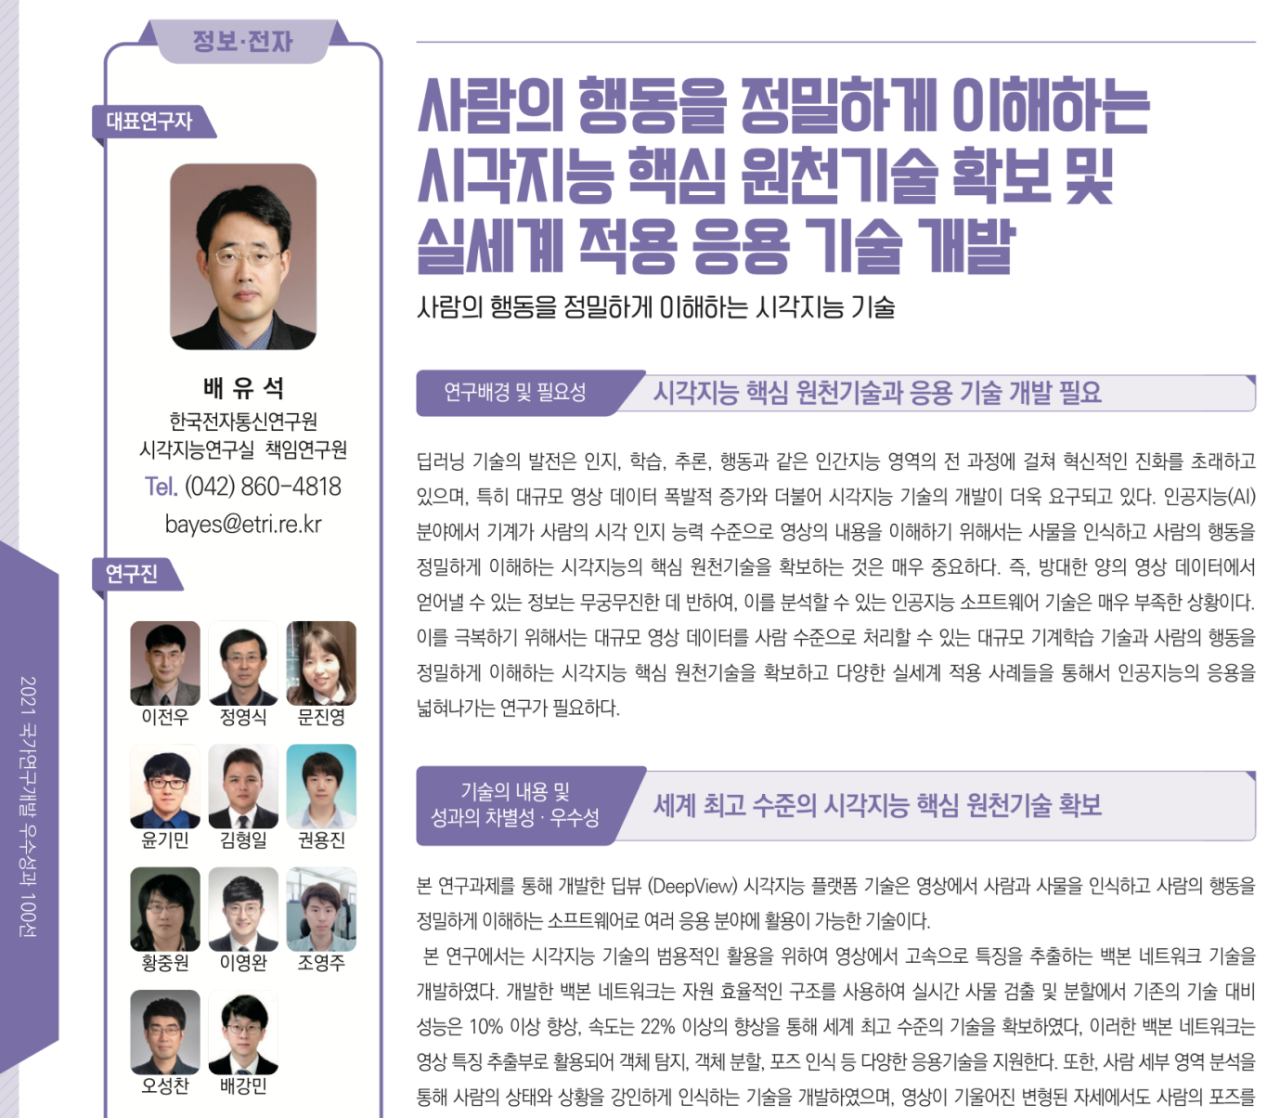 정보·전자
대표연구자
배 유 석
한국전자통신연구원
시각지능연구실 책임연구원
Tel. (042) 860-4818
bayes@etri.re.kr
연구진
이전우 정영식 문진영
윤기민 김형일 권용진
황중원 이영완 조영주
오성찬 배강민
2021 국가연구개발 우수성과 100선
사람의 행동을 정밀하게 이해하는
시각지능 핵심 원천기술 확보 및
실세계 적용 응용 기술 개발
사람의 행동을 정밀하게 이해하는 시각지능 기술
연구배경 및 필요성
시각지능 핵심 원천기술과 응용 기술 개발 필요
딥러닝 기술의 발전은 인지, 학습, 추론, 행동과 같은 인간지능 영역의 전 과정에 걸쳐 혁신적인 진화를 초래하고
있으며, 특히 대규모 영상 데이터 폭발적 증가와 더불어 시각지능 기술의 개발이 더욱 요구되고 있다. 인공지능(AI)
분야에서 기계가 사람의 시각 인지 능력 수준으로 영상의 내용을 이해하기 위해서는 사물을 인식하고 사람의 행동을
정밀하게 이해하는 시각지능의 핵심 원천기술을 확보하는 것은 매우 중요하다. 즉, 방대한 양의 영상 데이터에서
얻어낼 수 있는 정보는 무궁무진한 데 반하여, 이를 분석할 수 있는 인공지능 소프트웨어 기술은 매우 부족한 상황이다.
이를 극복하기 위해서는 대규모 영상 데이터를 사람 수준으로 처리할 수 있는 대규모 기계학습 기술과 사람의 행동을
정밀하게 이해하는 시각지능 핵심 원천기술을 확보하고 다양한 실세계 적용 사례들을 통해서 인공지능의 응용을
넓혀나가는 연구가 필요하다.
기술의 내용 및
성과의 차별성 · 우수성
세계 최고 수준의 시각지능 핵심 원천기술 확보
본 연구과제를 통해 개발한 딥뷰 (DeepView) 시각지능 플랫폼 기술은 영상에서 사람과 사물을 인식하고 사람의 행동을
정밀하게 이해하는 소프트웨어로 여러 응용 분야에 활용이 가능한 기술이다.
본 연구에서는 시각지능 기술의 범용적인 활용을 위하여 영상에서 고속으로 특징을 추출하는 백본 네트워크 기술을
개발하였다. 개발한 백본 네트워크는 자원 효율적인 구조를 사용하여 실시간 사물 검출 및 분할에서 기존의 기술 대비
성능은 10% 이상 향상, 속도는 22% 이상의 향상을 통해 세계 최고 수준의 기술을 확보하였다, 이러한 백본 네트워크는
영상 특징 추출부로 활용되어 객체 탐지, 객체 분할, 포즈 인식 등 다양한 응용기술을 지원한다. 또한, 사람 세부 영역 분석을
통해 사람의 상태와 상황을 강인하게 인식하는 기술을 개발하였으며, 영상이 기울어진 변형된 자세에서도 사람의 포즈를